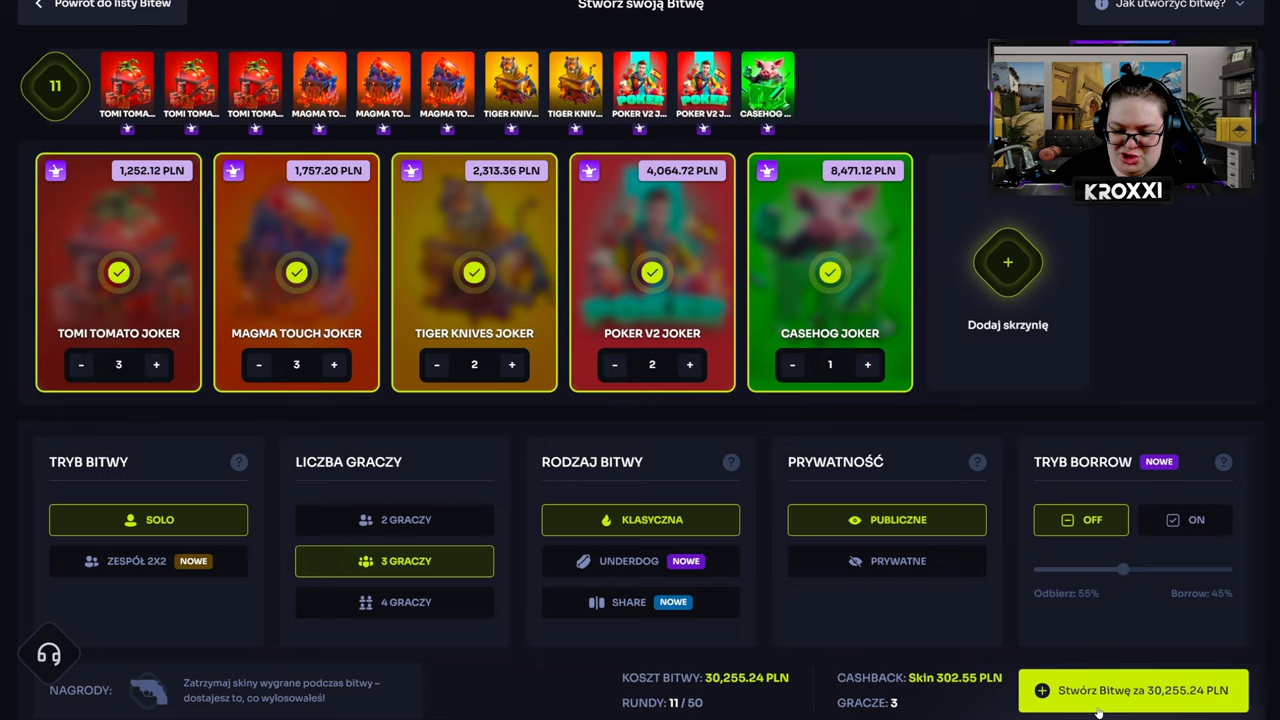 Powrót do listy Bitew
Stwórz swoją Bitwę
Jak utworzyć bitwę?
11
TOMI TOMA...
TOMI TOMA...
TOMI TOMA...
MAGMA TO...
MAGMA TO...
MAGMA TO...
TIGER KNIV...
TIGER KNIV...
POKER
POKER V2 J...
POKER
POKER V2 J...
CASEHOG ...
KROXXI
1,252.12 PLN
1,757.20 PLN
2,313.36 PLN
4,064.72 PLN
8,471.12 PLN
TOMI TOMATO JOKER
MAGMA TOUCH JOKER
TIGER KNIVES JOKER
POKER V2 JOKER
CASEHOG JOKER
Dodaj skrzynię
- 3 +
- 3 +
- 2 +
- 2 +
- 1 +
TRYB BITWY ?
SOLO
ZESPÓŁ 2X2 NOWE
LICZBA GRACZY
2 GRACZY
3 GRACZY
4 GRACZY
RODZAJ BITWY ?
KLASYCZNA
UNDERDOG NOWE
SHARE NOWE
PRYWATNOŚĆ ?
PUBLICZNE
PRYWATNE
TRYB BORROW NOWE ?
OFF
ON
Odbierz: 55%
Borrow: 45%
NAGRODY:
Zatrzymaj skiny wygrane podczas bitwy –
dostajesz to, co wylosowałeś!
KOSZT BITWY: 30,255.24 PLN
RUNDY: 11 / 50
CASHBACK: Skin 302.55 PLN
GRACZE: 3
Stwórz Bitwę za 30,255.24 PLN